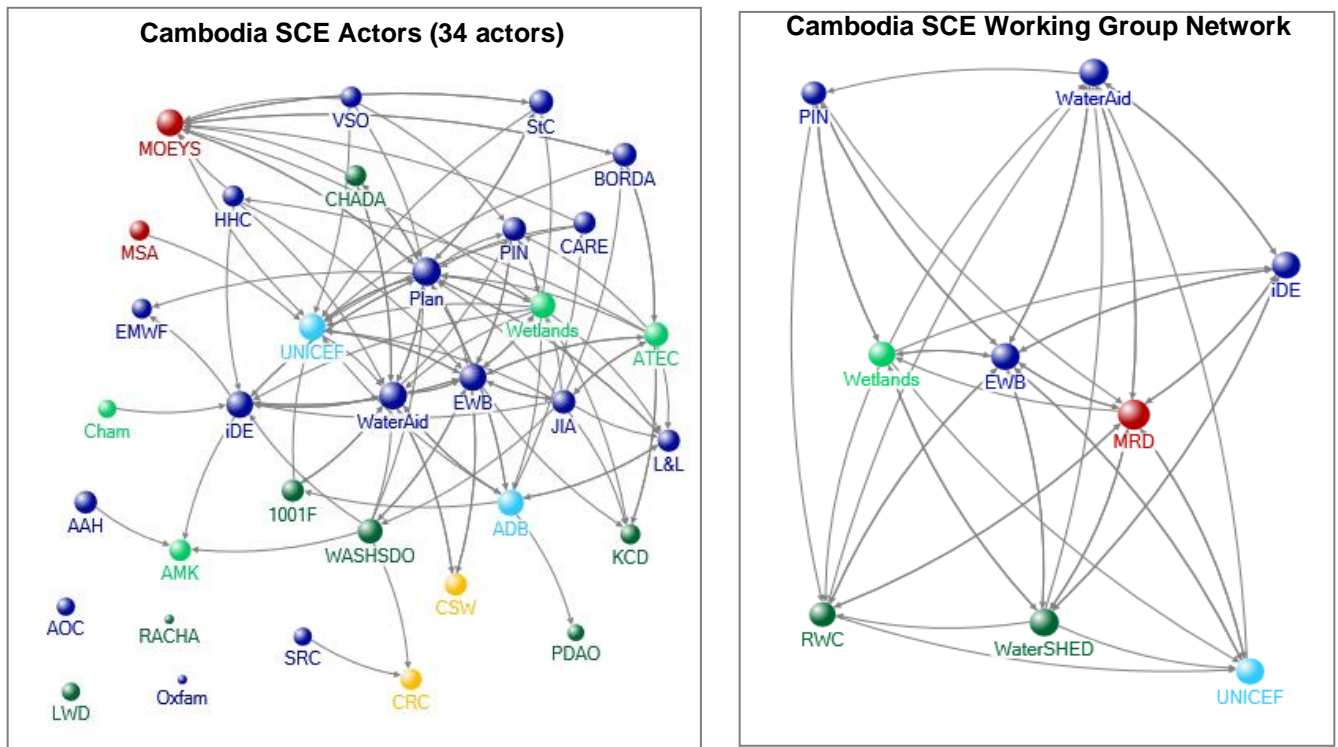 Cambodia SCE Actors (34 actors)
VSO
StC
MOEYS
BORDA
CHADA
HHC
PIN
CARE
MSA
Plan
EMWF
UNICEF
Wetlands
ATEC
Cham
iDE
WaterAid
EWB
JIA
L&L
AAH
1001F
ADB
AMK
WASHSDO
KCD
CSW
AOC
RACHA
SRC
PDAO
LWD
Oxfam
CRC
Cambodia SCE Working Group Network
WaterAid
PIN
iDE
Wetlands
EWB
MRD
RWC
WaterSHED
UNICEF